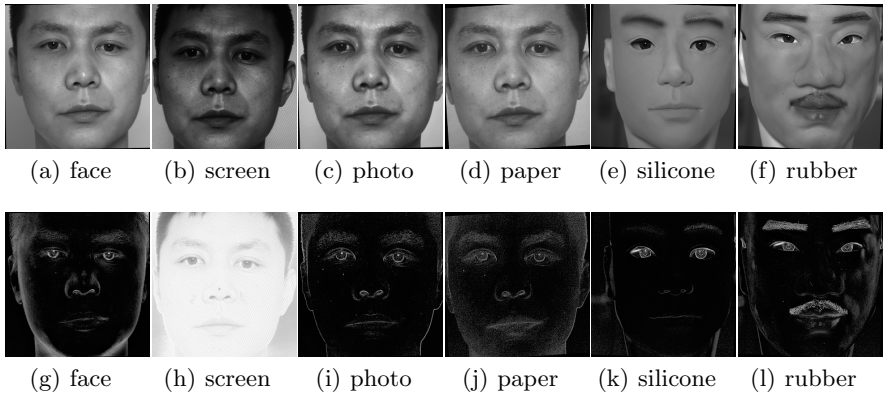 (a) face (b) screen (c) photo (d) paper (e) silicone (f) rubber
(g) face (h) screen (i) photo (j) paper (k) silicone (l) rubber